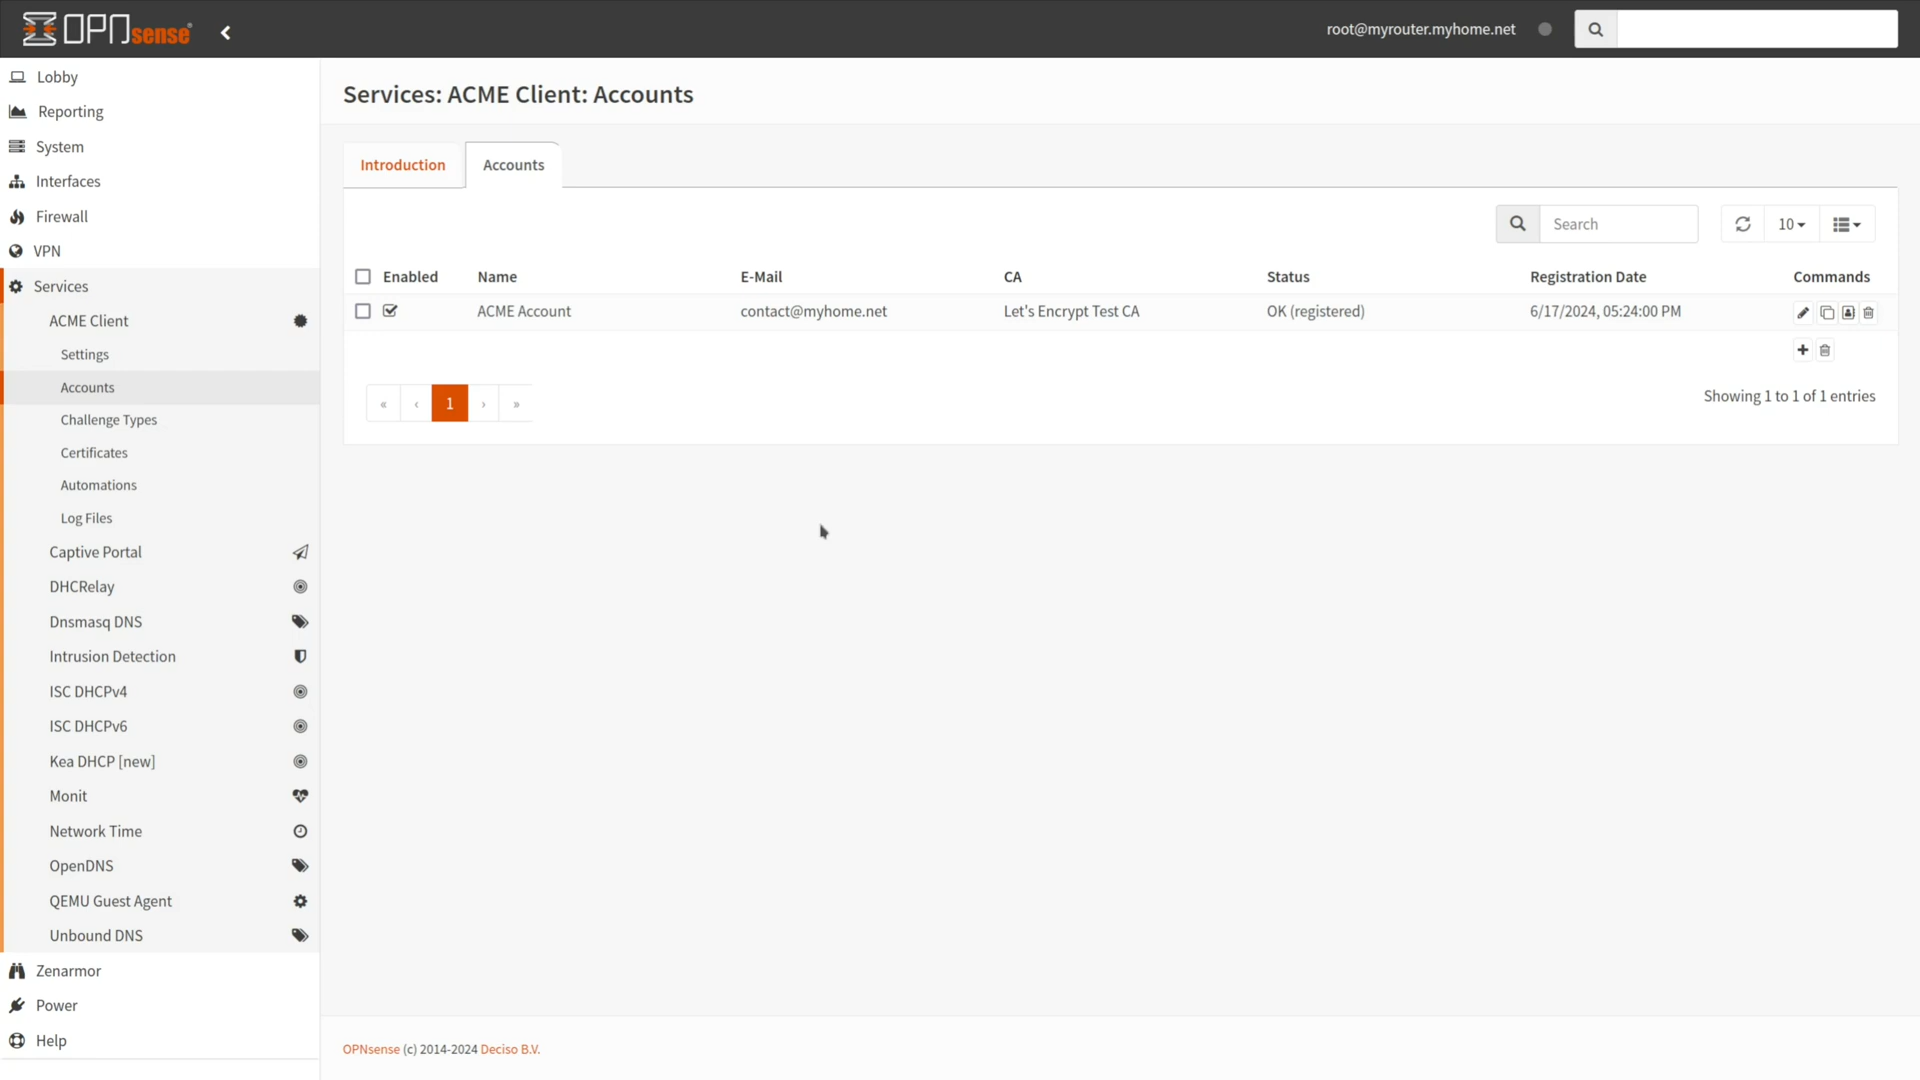 OPNsense
root@myrouter.myhome.net
Lobby
Reporting
System
Interfaces
Firewall
VPN
Services
ACME Client
Settings
Accounts
Challenge Types
Certificates
Automations
Log Files
Captive Portal
DHCRelay
Dnsmasq DNS
Intrusion Detection
ISC DHCPv4
ISC DHCPv6
Kea DHCP [new]
Monit
Network Time
OpenDNS
QEMU Guest Agent
Unbound DNS
Zenarmor
Power
Help
Services: ACME Client: Accounts
Introduction Accounts
Search 10
Enabled Name E-Mail CA Status Registration Date Commands
ACME Account contact@myhome.net Let's Encrypt Test CA OK (registered) 6/17/2024, 05:24:00 PM
« ‹ 1 › »
Showing 1 to 1 of 1 entries
OPNsense (c) 2014-2024 Deciso B.V.